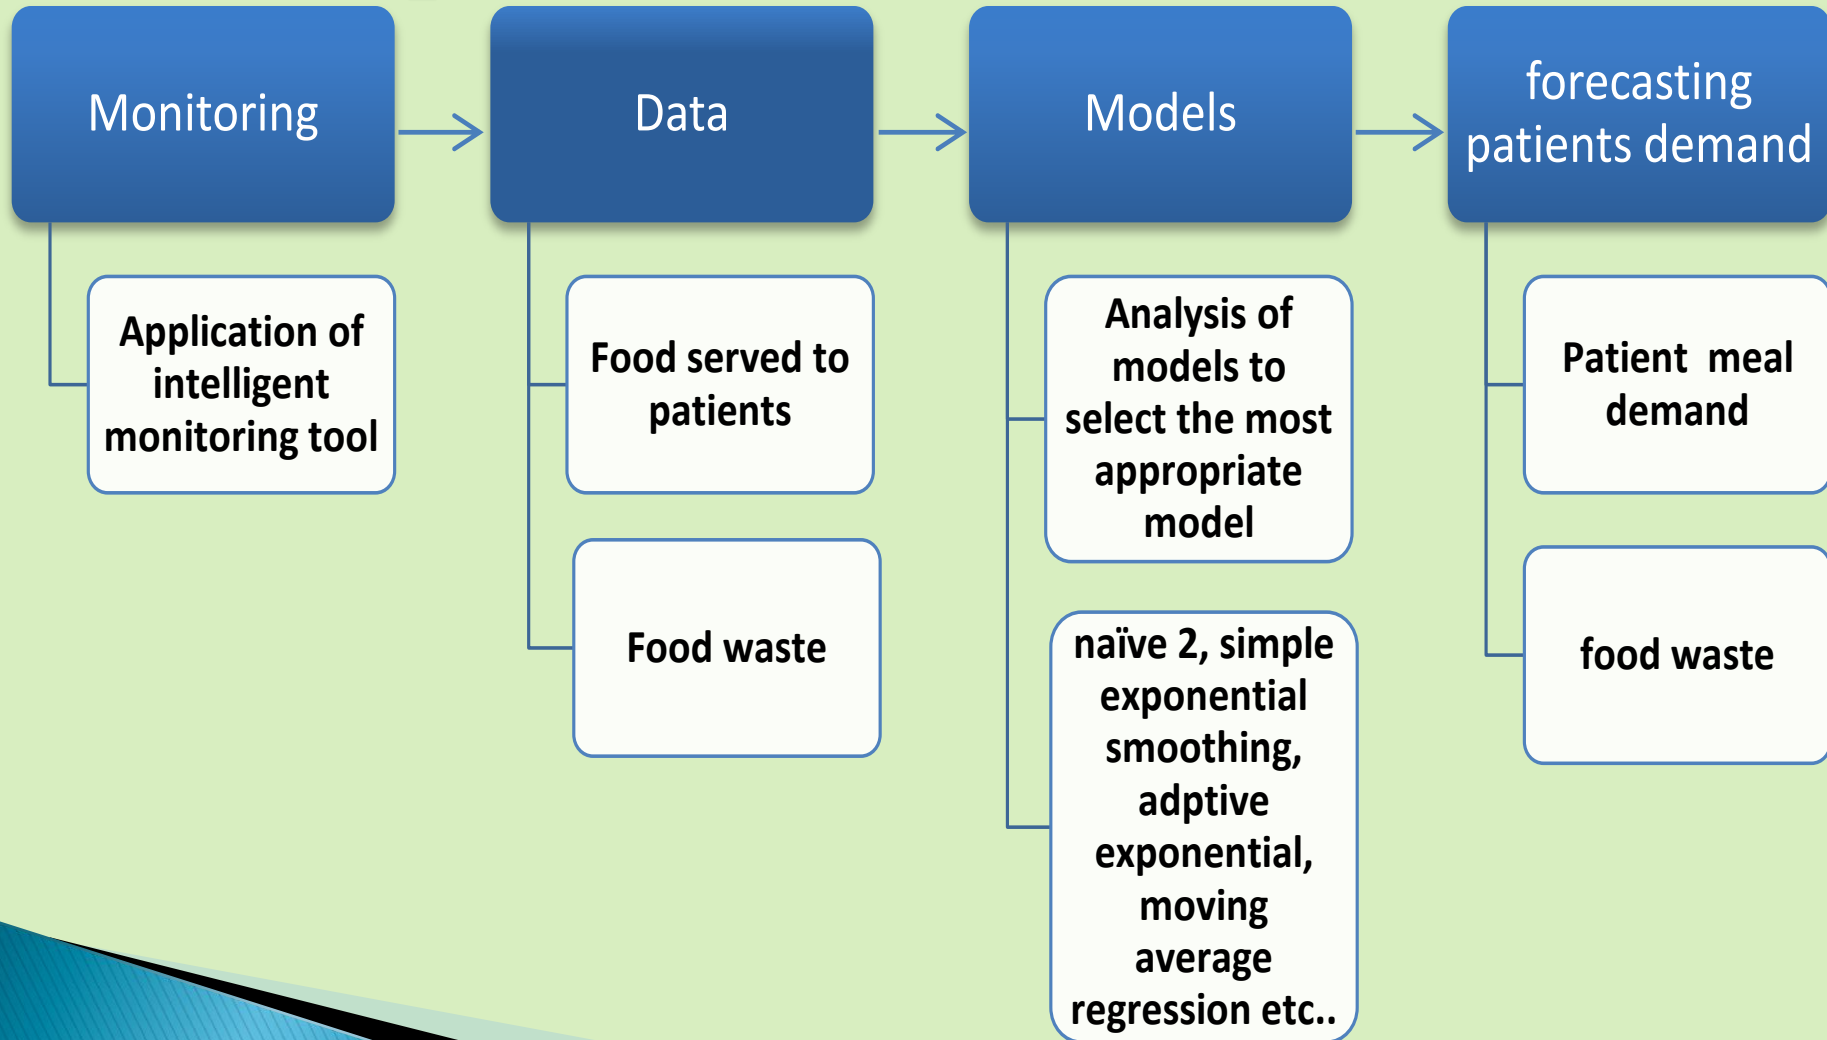 Monitoring
Application of
intelligent
monitoring tool
Data
Food served to
patients
Food waste
Models
Analysis of
models to
select the most
appropriate
model
naïve 2, simple
exponential
smoothing,
adptive
exponential,
moving
average
regression etc..
forecasting
patients demand
Patient meal
demand
food waste